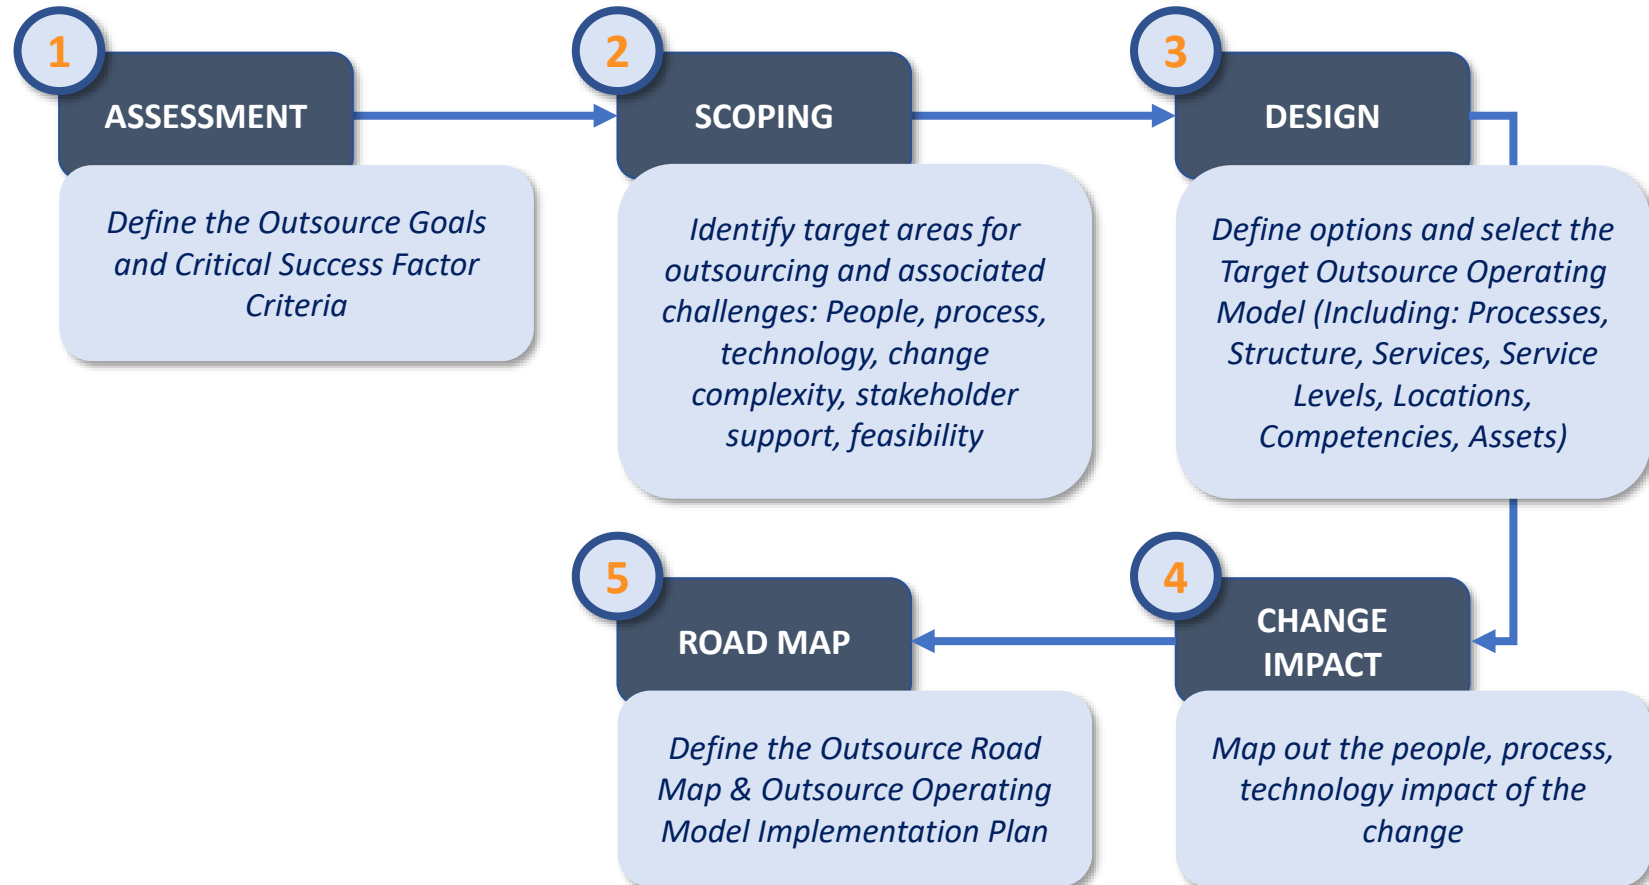 1
ASSESSMENT
Define the Outsource Goals
and Critical Success Factor
Criteria
2
SCOPING
Identify target areas for
outsourcing and associated
challenges: People, process,
technology, change
complexity, stakeholder
support, feasibility
3
DESIGN
Define options and select the
Target Outsource Operating
Model (Including: Processes,
Structure, Services, Service
Levels, Locations,
Competencies, Assets)
4
CHANGE
IMPACT
Map out the people, process,
technology impact of the
change
5
ROAD MAP
Define the Outsource Road
Map & Outsource Operating
Model Implementation Plan